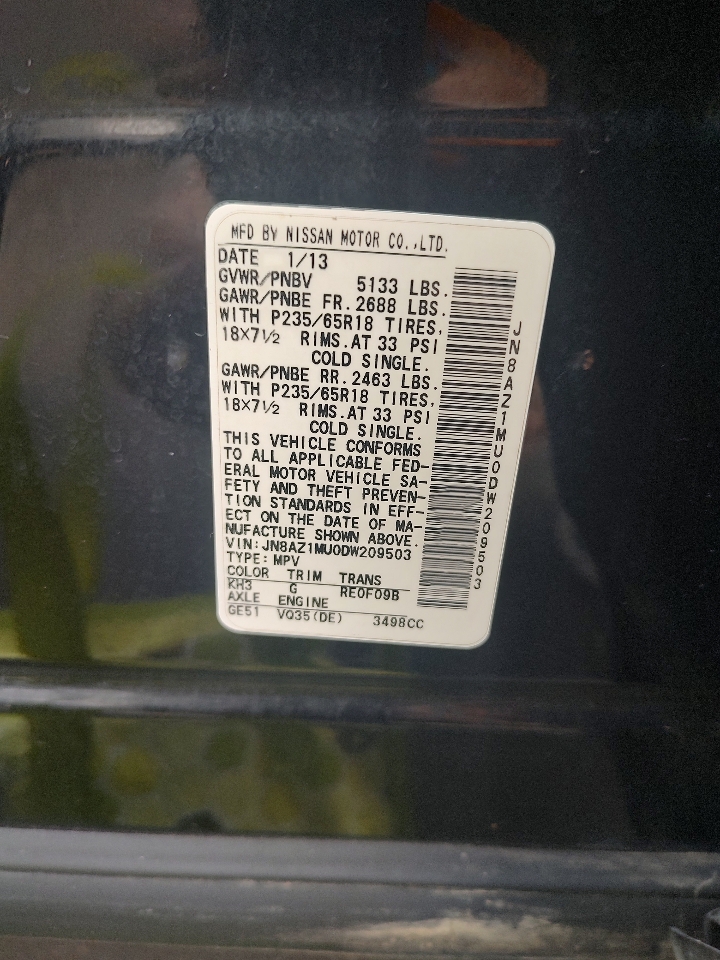 MFD BY NISSAN MOTOR CO.,LTD.
DATE 1/13
GVWR/PNBV 5133 LBS.
GAWR/PNBE FR. 2688 LBS.
WITH P235/65R18 TIRES,
18X7½ RIMS. AT 33 PSI
COLD SINGLE.
GAWR/PNBE RR. 2463 LBS.
WITH P235/65R18 TIRES,
18X7½ RIMS. AT 33 PSI
COLD SINGLE.
THIS VEHICLE CONFORMS
TO ALL APPLICABLE FED-
ERAL MOTOR VEHICLE SA-
FETY AND THEFT PREVEN-
TION STANDARDS IN EFF-
ECT ON THE DATE OF MA-
NUFACTURE SHOWN ABOVE.
VIN: JN8AZ1MU0DW209503
TYPE: MPV
COLOR TRIM TRANS
KH3 G RE0F09B
AXLE ENGINE
GE51 VQ35(DE) 3498CC
JN8AZ1MU0DW209503